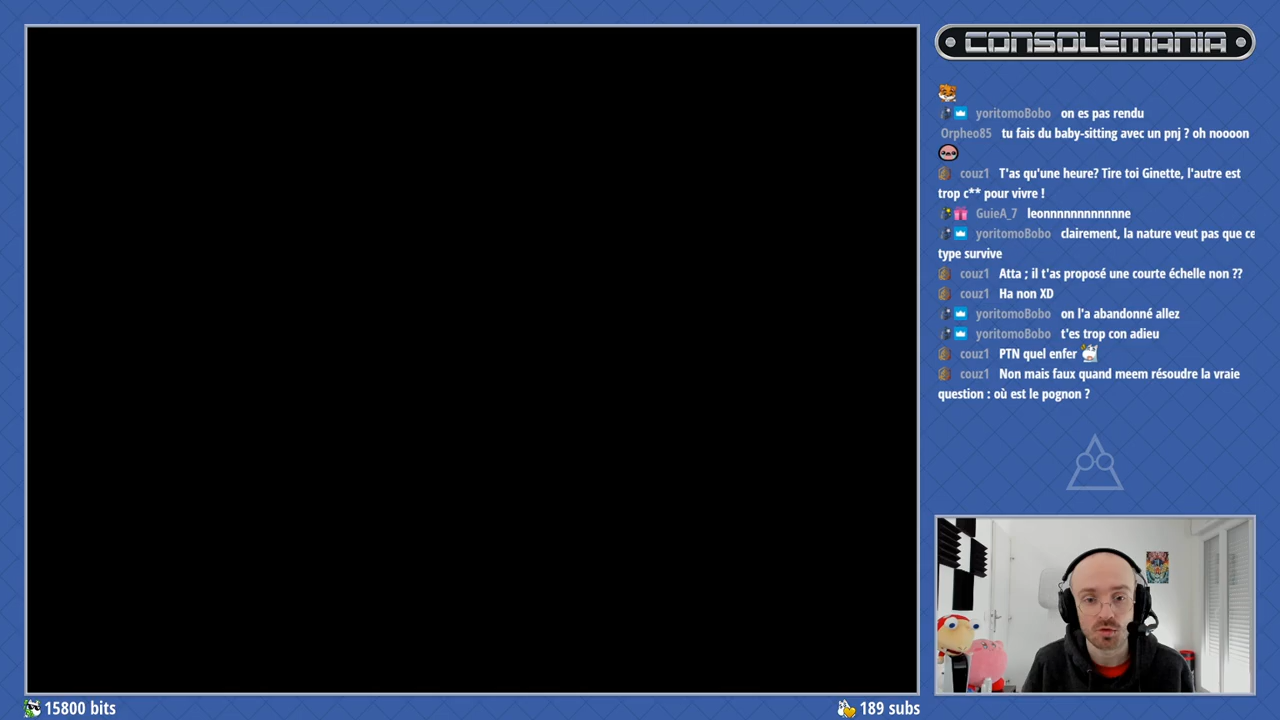 CONSOLEMANIA
yoritomoBobo on es pas rendu
Orpheo85 tu fais du baby-sitting avec un pnj ? oh noooon
couz1 T'as qu'une heure? Tire toi Ginette, l'autre est
trop c** pour vivre !
GuieA_7 leonnnnnnnnnnnne
yoritomoBobo clairement, la nature veut pas que ce
type survive
couz1 Atta ; il t'as proposé une courte échelle non ??
couz1 Ha non XD
yoritomoBobo on l'a abandonné allez
yoritomoBobo t'es trop con adieu
couz1 PTN quel enfer
couz1 Non mais faux quand meem résoudre la vraie
question : où est le pognon ?
15800 bits
189 subs